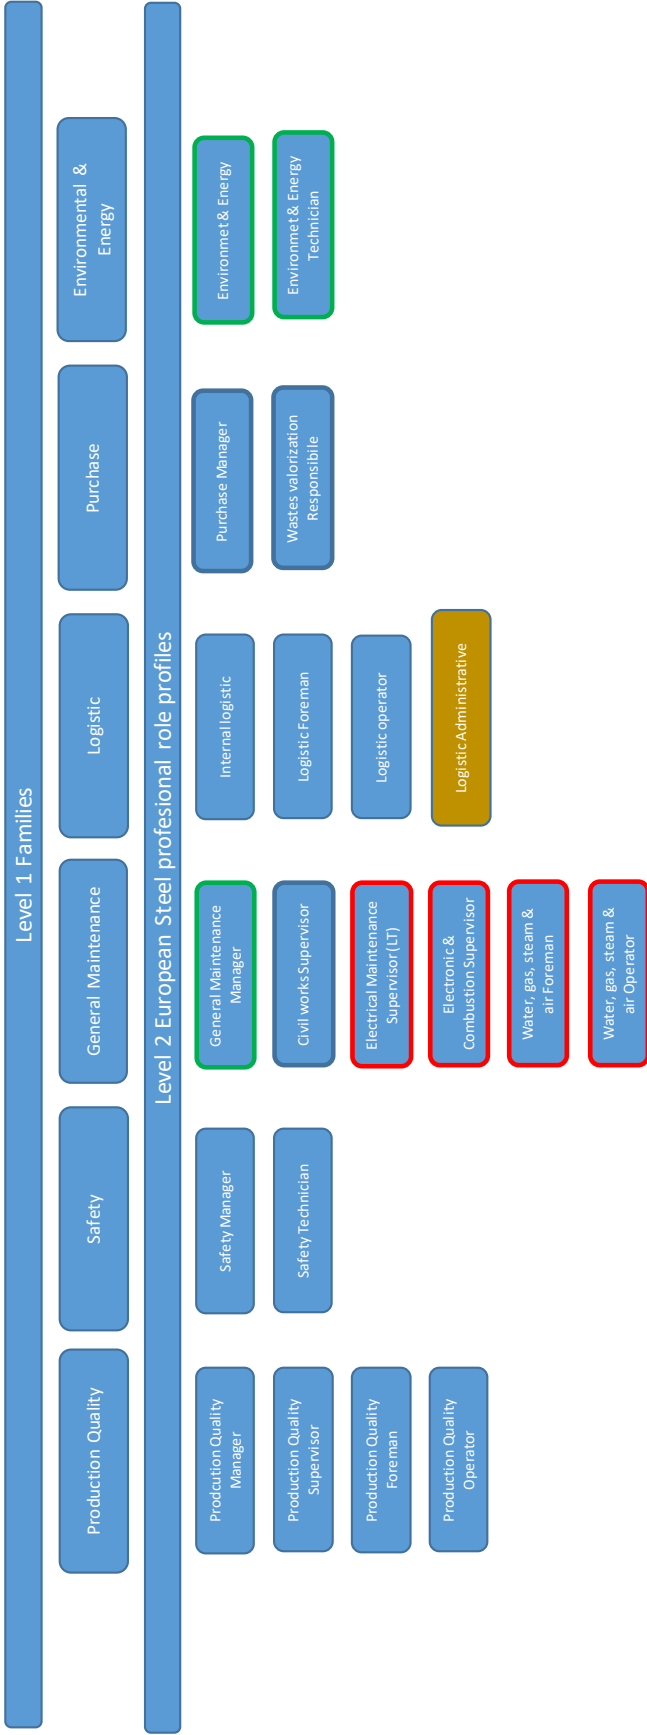 Level 1 Families
Production Quality
Safety
General Maintenance
Logistic
Purchase
Environmental &
Energy
Level 2 European Steel profesional role profiles
Prodcution Quality
Manager
Production Quality
Supervisor
Production Quality
Foreman
Production Quality
Operator
Safety Manager
Safety Technician
General Maintenance
Manager
Civil works Supervisor
Electrical Maintenance
Supervisor (LT)
Electronic &
Combustion Supervisor
Water, gas, steam &
air Foreman
Water, gas, steam &
air Operator
Internal logistic
Logistic Foreman
Logistic operator
Logistic Administrative
Purchase Manager
Wastes valorization
Responsibile
Environmet & Energy
Environmet & Energy
Technician